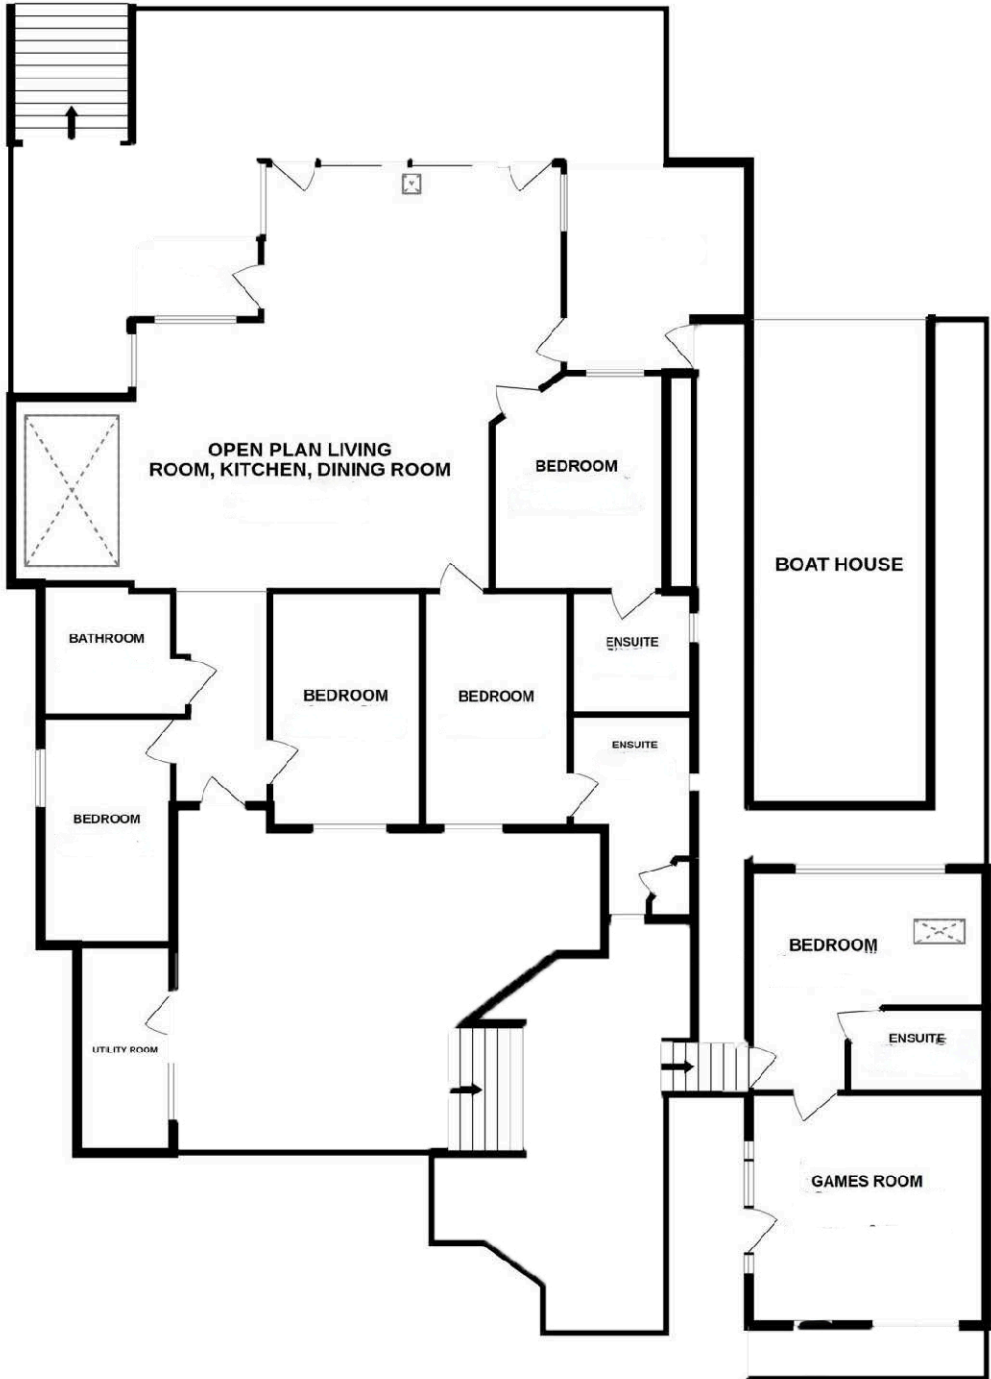 OPEN PLAN LIVING
ROOM, KITCHEN, DINING ROOM
BEDROOM
BOAT HOUSE
BATHROOM
ENSUITE
BEDROOM
BEDROOM
ENSUITE
BEDROOM
BEDROOM
ENSUITE
UTILITY ROOM
GAMES ROOM